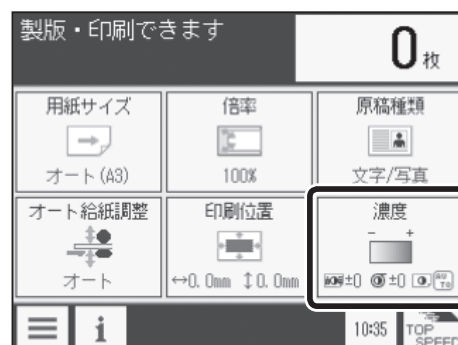 製版・印刷できます
0枚
用紙サイズ
倍率
原稿種類
オート(A3)
100%
文字/写真
オート給紙調整
印刷位置
濃度
- +
オート
↔0.0mm ↕0.0mm
±0 ±0 AUTO
i
10:35
TOP
SPEED